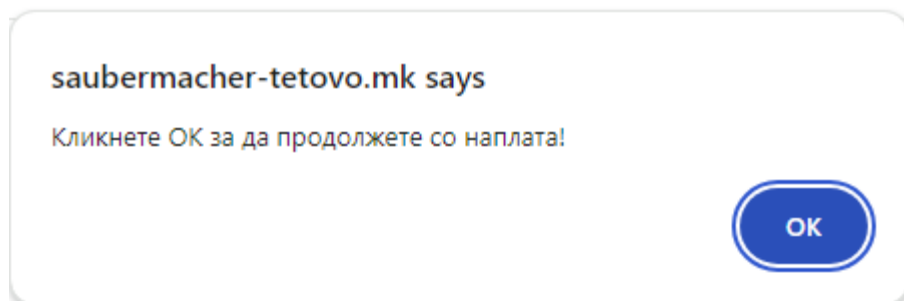 saubermacher-tetovo.mk says
Кликнете ОК за да продолжете со наплата!
OK